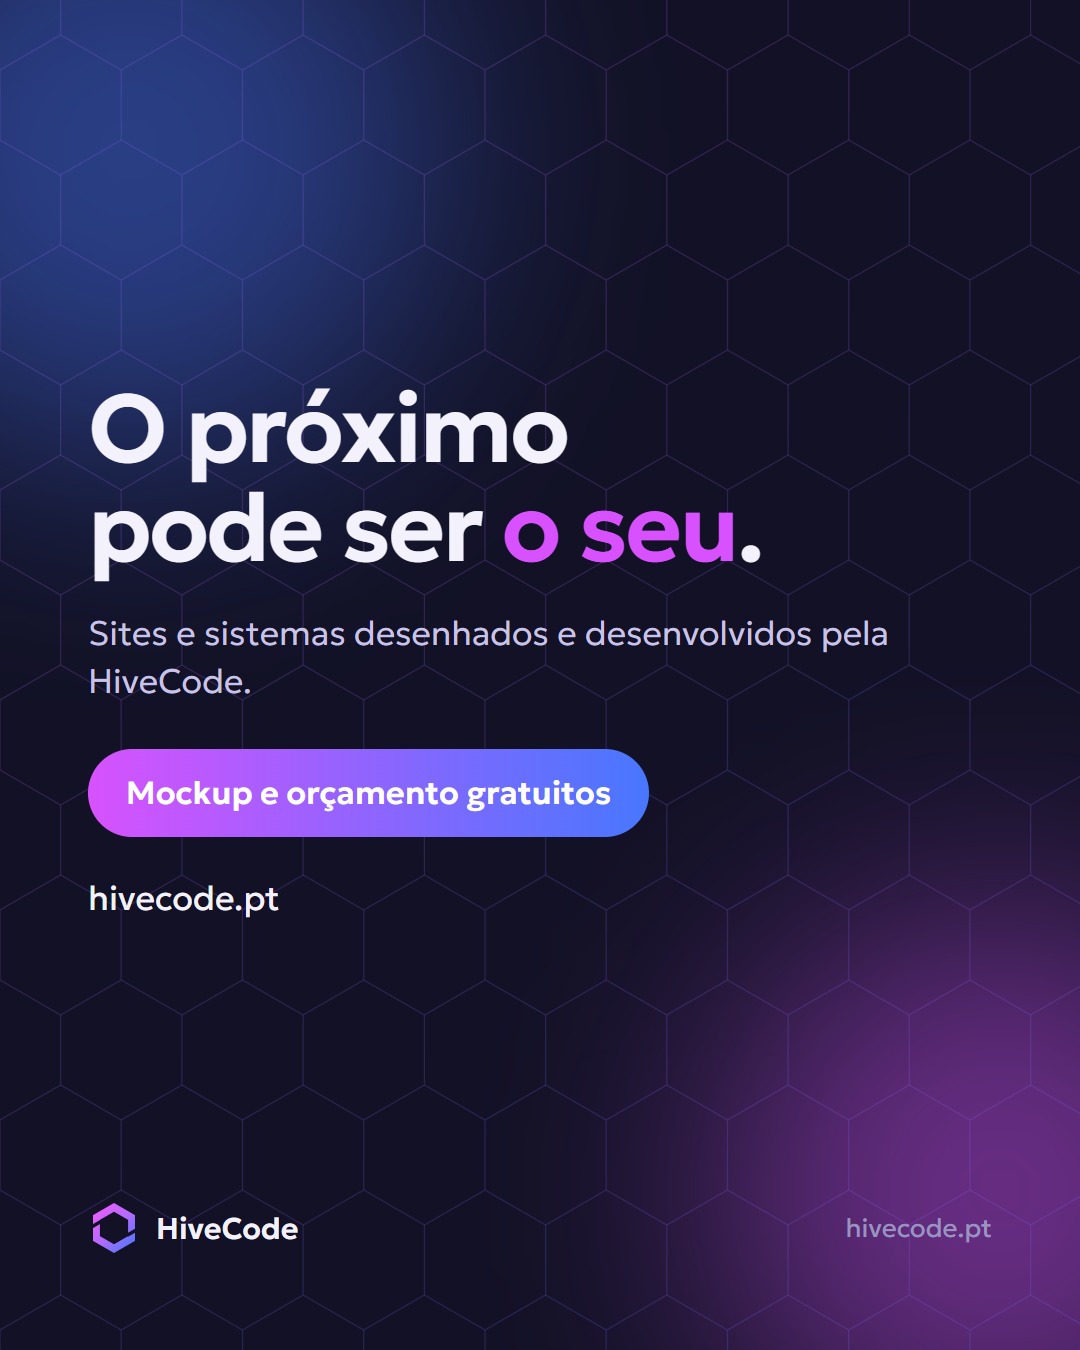 O próximo
pode ser o seu.
Sites e sistemas desenhados e desenvolvidos pela
HiveCode.
Mockup e orçamento gratuitos
hivecode.pt
HiveCode
hivecode.pt